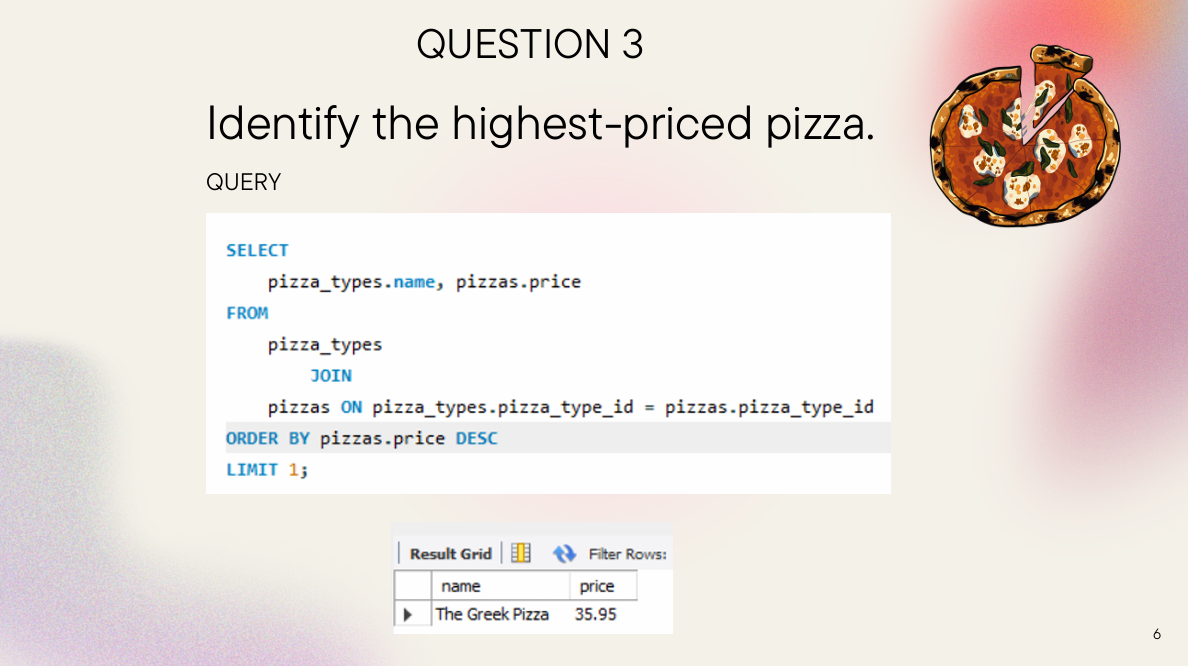 QUESTION 3
Identify the highest-priced pizza.
QUERY
SELECT
pizza_types.name, pizzas.price
FROM
pizza_types
JOIN
pizzas ON pizza_types.pizza_type_id = pizzas.pizza_type_id
ORDER BY pizzas.price DESC
LIMIT 1;
Result Grid Filter Rows:
name price
The Greek Pizza 35.95
6